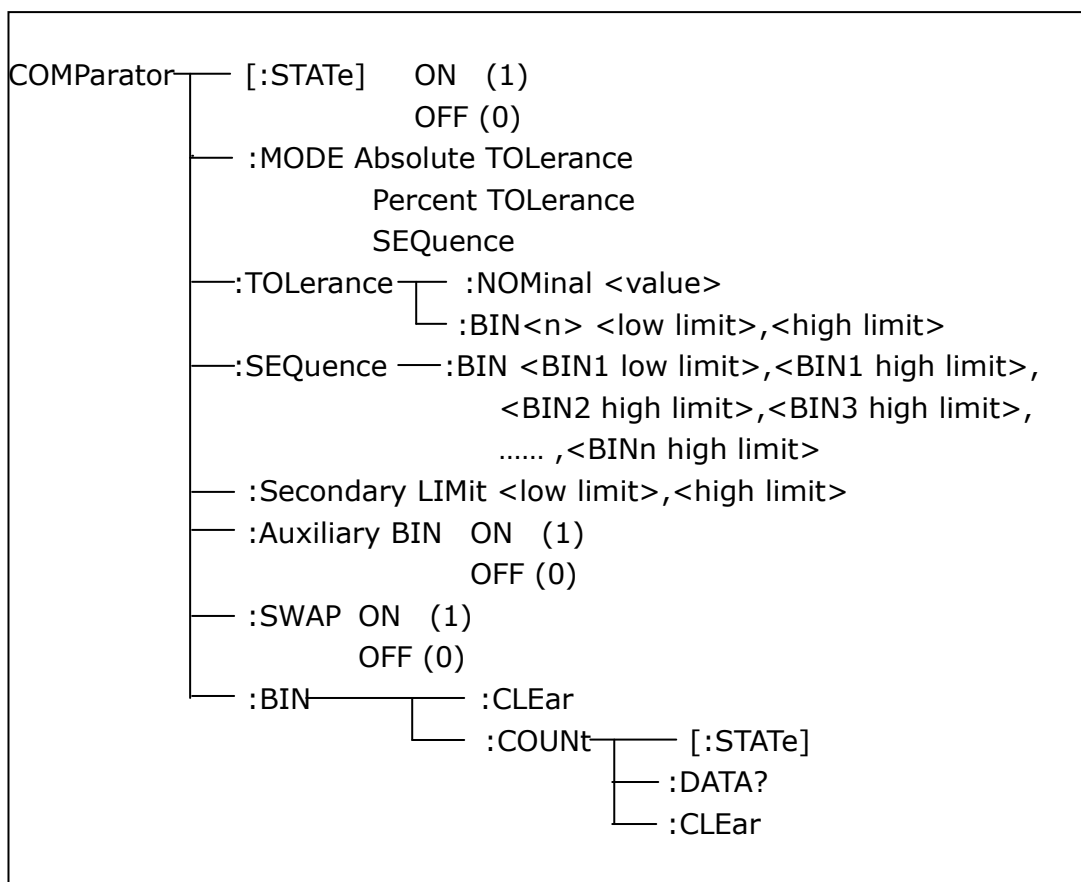 COMParator [:STATe] ON (1)
OFF (0)
:MODE Absolute TOLerance
Percent TOLerance
SEQuence
:TOLerance :NOMinal <value>
:BIN<n> <low limit>,<high limit>
:SEQuence :BIN <BIN1 low limit>,<BIN1 high limit>,
<BIN2 high limit>,<BIN3 high limit>,
...... ,<BINn high limit>
:Secondary LIMit <low limit>,<high limit>
:Auxiliary BIN ON (1)
OFF (0)
:SWAP ON (1)
OFF (0)
:BIN :CLEar
:COUNt [:STATe]
:DATA?
:CLEar